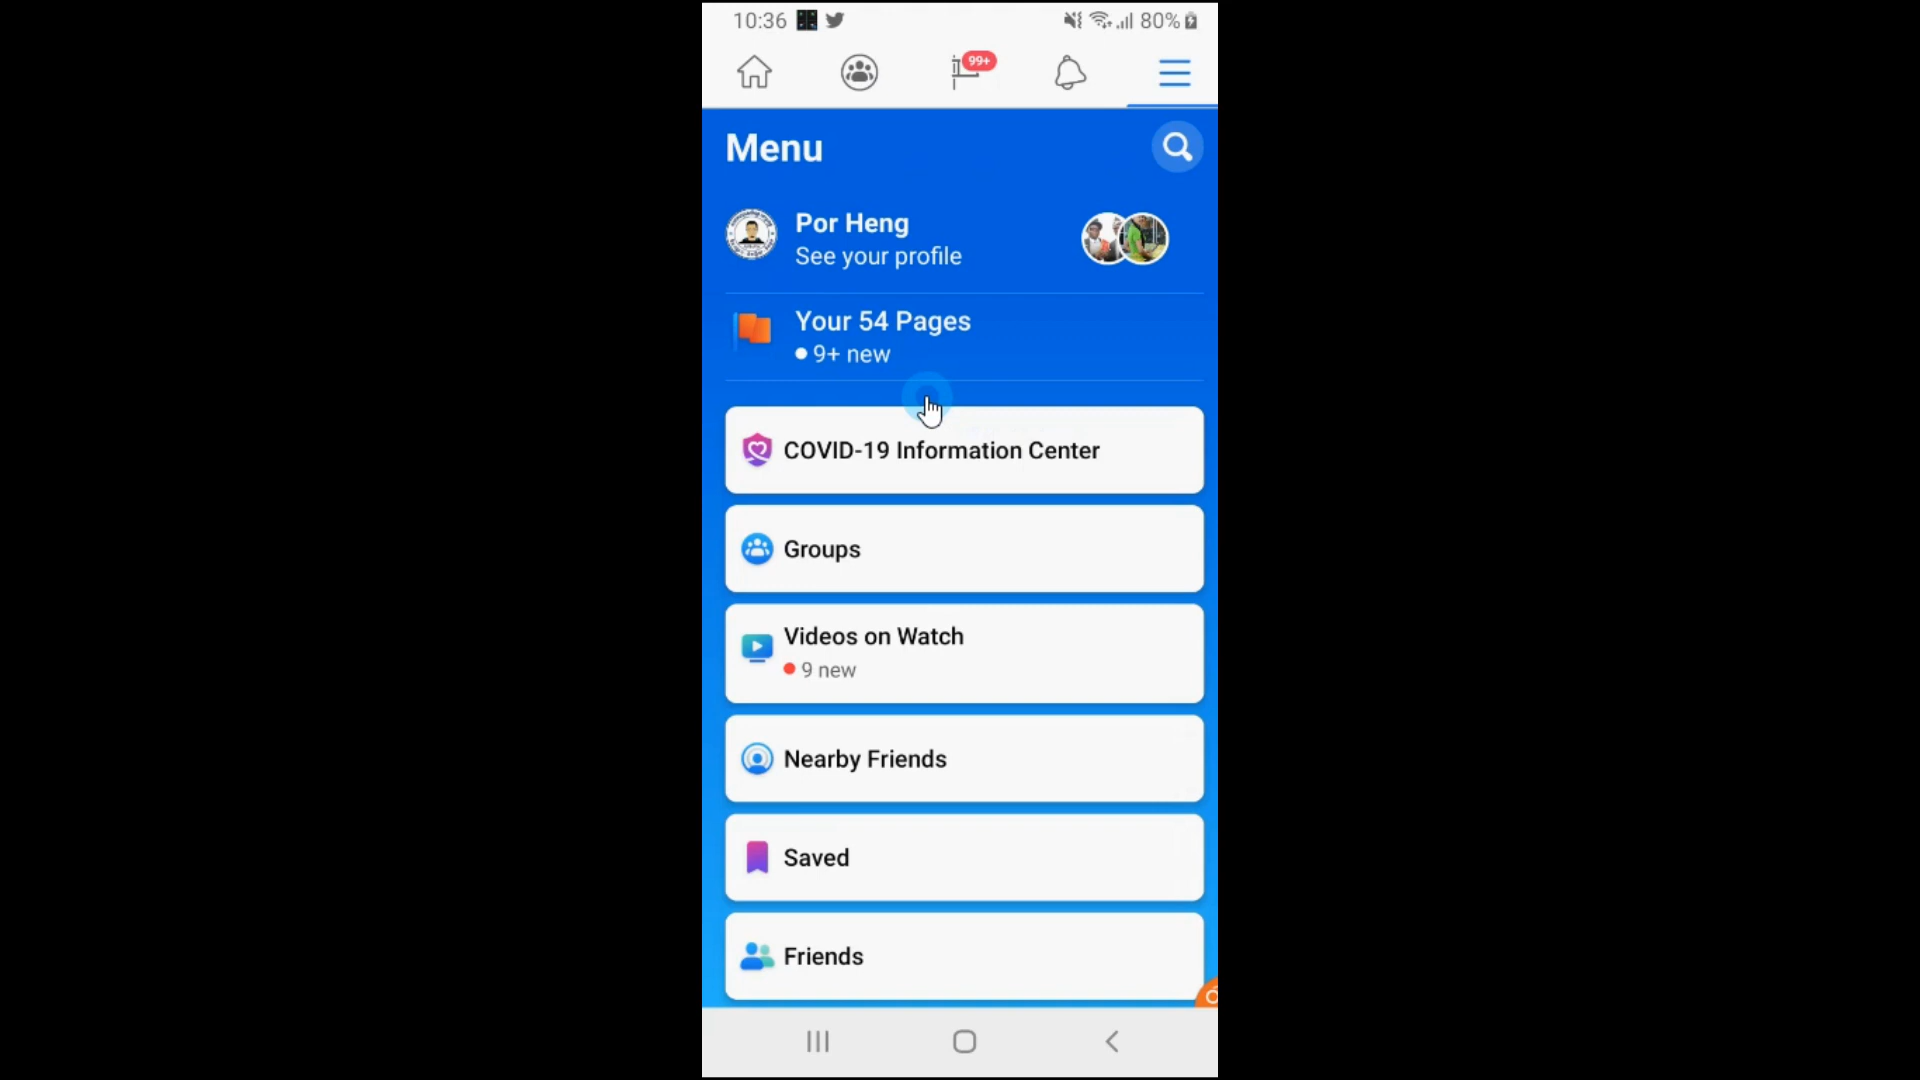 10:36
80%
99+
Menu
Por Heng
See your profile
Your 54 Pages
9+ new
COVID-19 Information Center
Groups
Videos on Watch
9 new
Nearby Friends
Saved
Friends